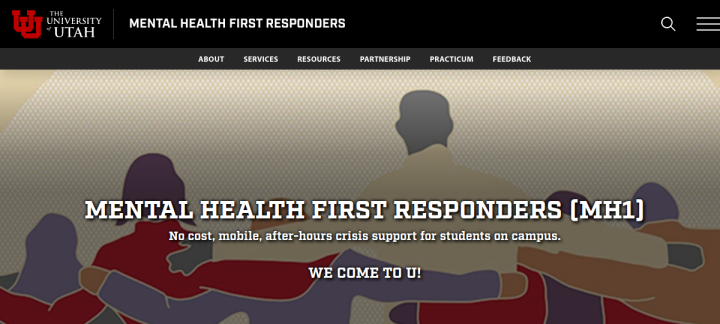 THE
UNIVERSITY
of UTAH
MENTAL HEALTH FIRST RESPONDERS
ABOUT SERVICES RESOURCES PARTNERSHIP PRACTICUM FEEDBACK
MENTAL HEALTH FIRST RESPONDERS (MH1)
No cost, mobile, after-hours crisis support for students on campus.
WE COME TO U!